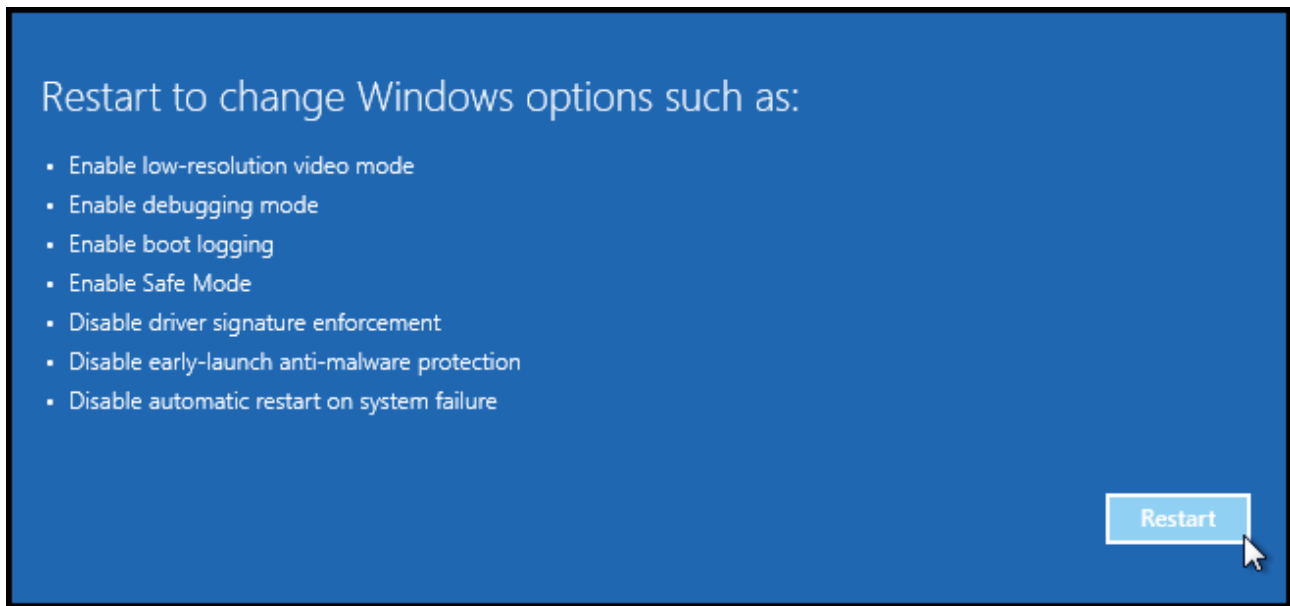 Restart to change Windows options such as:
▪ Enable low-resolution video mode
▪ Enable debugging mode
▪ Enable boot logging
▪ Enable Safe Mode
▪ Disable driver signature enforcement
▪ Disable early-launch anti-malware protection
▪ Disable automatic restart on system failure
Restart